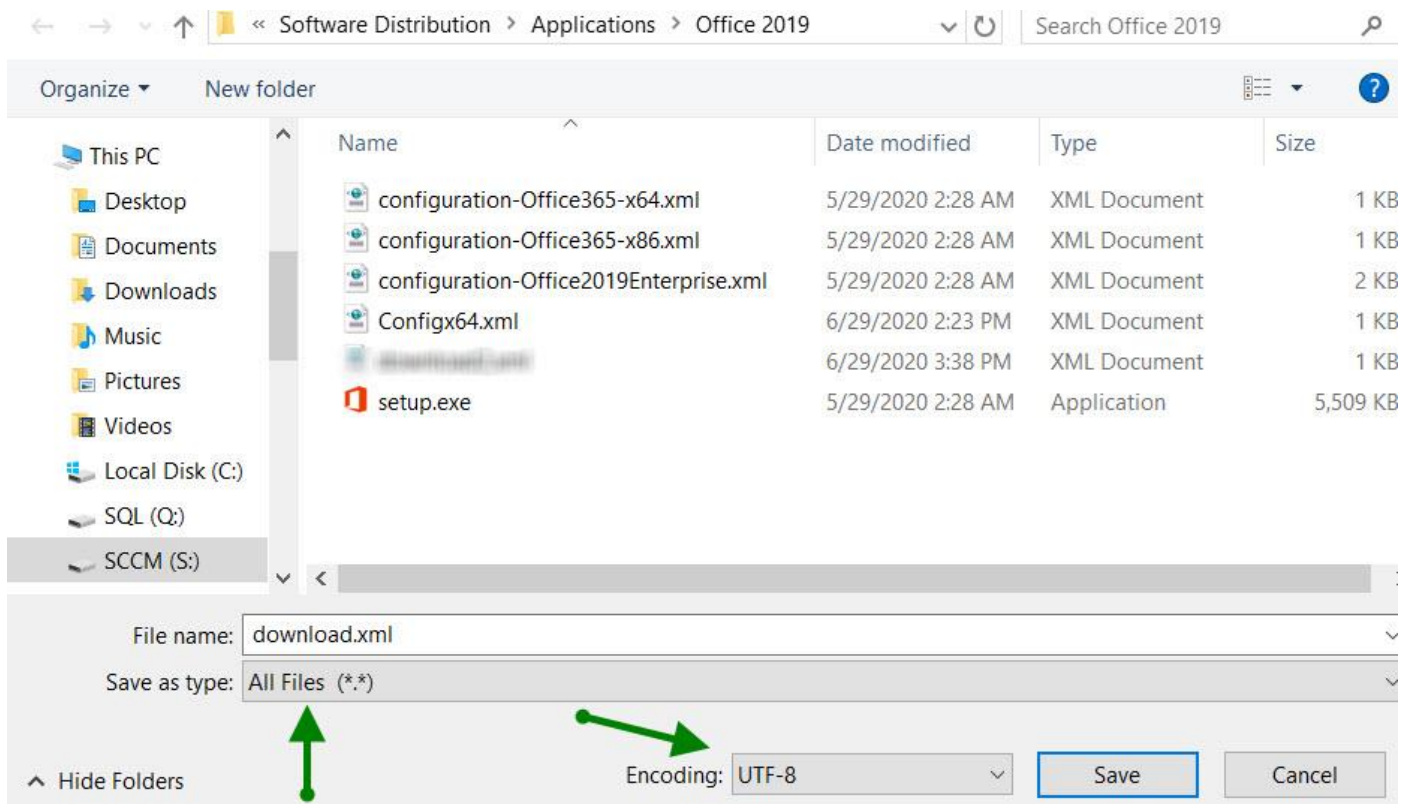 « Software Distribution > Applications > Office 2019 Search Office 2019
Organize New folder ?
Name Date modified Type Size
This PC
Desktop
Documents
Downloads
Music
Pictures
Videos
Local Disk (C:)
SQL (Q:)
SCCM (S:)
configuration-Office365-x64.xml 5/29/2020 2:28 AM XML Document 1 KB
configuration-Office365-x86.xml 5/29/2020 2:28 AM XML Document 1 KB
configuration-Office2019Enterprise.xml 5/29/2020 2:28 AM XML Document 2 KB
Configx64.xml 6/29/2020 2:23 PM XML Document 1 KB
6/29/2020 3:38 PM XML Document 1 KB
setup.exe 5/29/2020 2:28 AM Application 5,509 KB
File name: download.xml
Save as type: All Files (*.*)
Hide Folders Encoding: UTF-8 Save Cancel